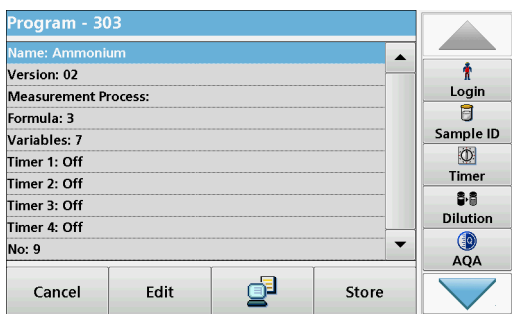 Program - 303
Name: Ammonium
Version: 02
Measurement Process:
Formula: 3
Variables: 7
Timer 1: Off
Timer 2: Off
Timer 3: Off
Timer 4: Off
No: 9
Cancel
Edit
Store
Login
Sample ID
Timer
Dilution
AQA